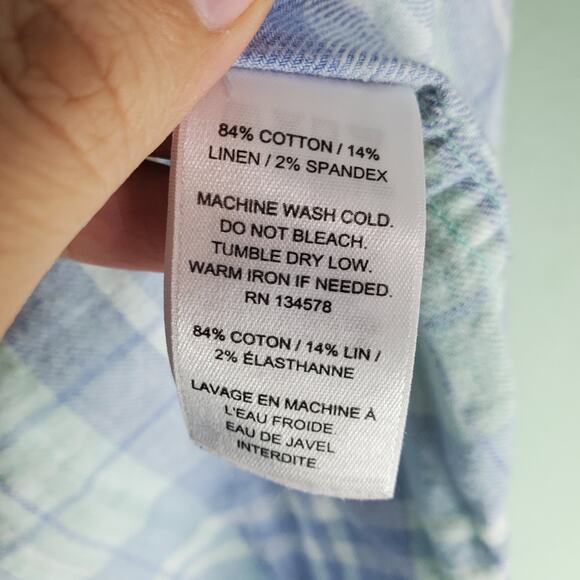 84% COTTON / 14%
LINEN / 2% SPANDEX
MACHINE WASH COLD.
DO NOT BLEACH.
TUMBLE DRY LOW.
WARM IRON IF NEEDED.
RN 134578
84% COTON / 14% LIN /
2% ÉLASTHANNE
LAVAGE EN MACHINE À
L'EAU FROIDE.
EAU DE JAVEL
INTERDITE